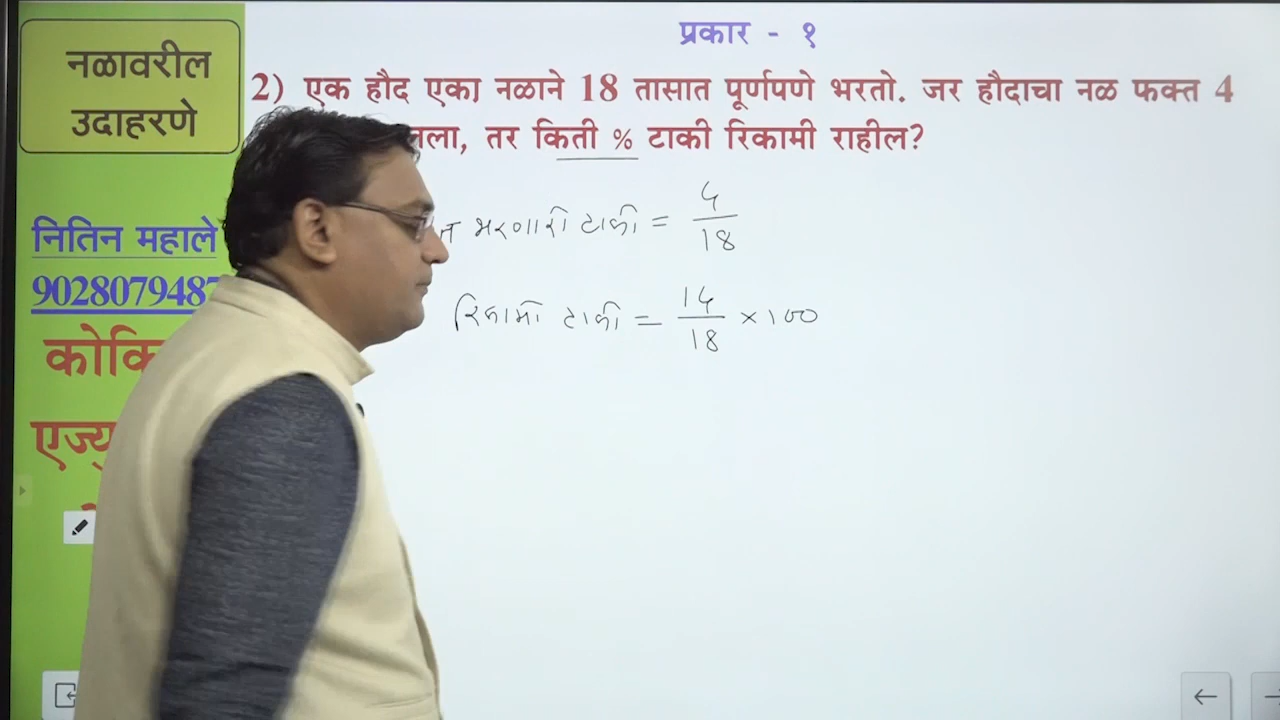 प्रकार - १
नळावरील
उदाहरणे
2) एक हौद एका नळाने 18 तासात पूर्णपणे भरतो. जर हौदाचा नळ फक्त 4
तर किती % टाकी रिकामी राहील?
भरणारी टाकी = 4/18
रिकामी टाकी = 14/18 × 100
नितिन महाले
902807948